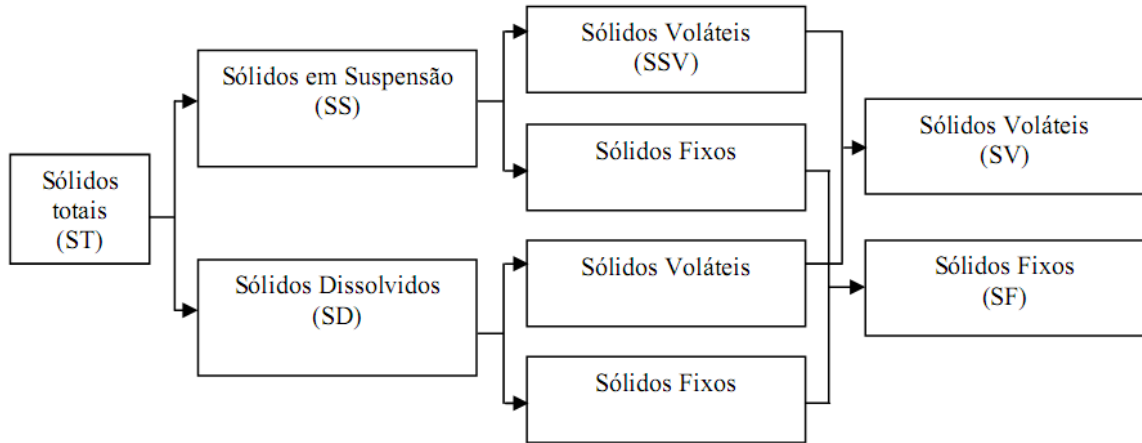 Sólidos
totais
(ST)
Sólidos em Suspensão
(SS)
Sólidos Dissolvidos
(SD)
Sólidos Voláteis
(SSV)
Sólidos Fixos
Sólidos Voláteis
Sólidos Fixos
Sólidos Voláteis
(SV)
Sólidos Fixos
(SF)